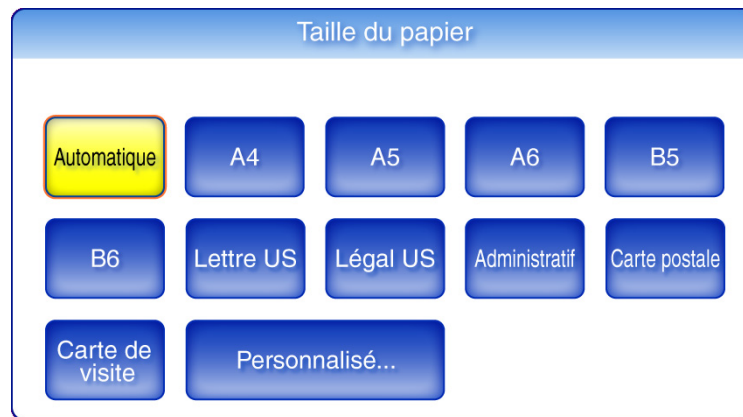 Taille du papier
Automatique
A4
A5
A6
B5
B6
Lettre US
Légal US
Administratif
Carte postale
Carte de
visite
Personnalisé...